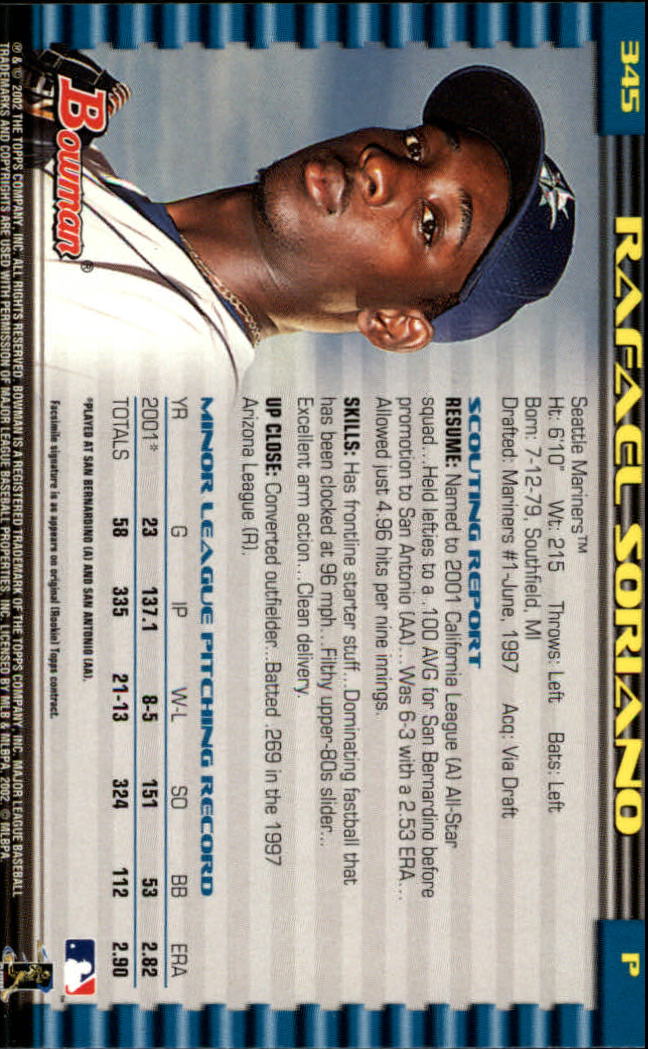 345
RAFAEL SORIANO
P
Seattle Mariners™
Ht: 6'10" Wt: 215 Throws: Left Bats: Left
Born: 7-12-79, Southfield, MI
Drafted: Mariners #1-June, 1997 Acq: Via Draft
SCOUTING REPORT
RESUME: Named to 2001 California League (A) All-Star
squad...Held lefties to a .100 AVG for San Bernardino before
promotion to San Antonio (AA)...Was 6-3 with a 2.53 ERA...
Allowed just 4.96 hits per nine innings.
SKILLS: Has frontline starter stuff...Dominating fastball that
has been clocked at 96 mph...Filthy upper-80s slider...
Excellent arm action...Clean delivery.
UP CLOSE: Converted outfielder...Batted .269 in the 1997
Arizona League (R).
MINOR LEAGUE PITCHING RECORD
YR G IP W-L SO BB ERA
2001* 23 137.1 8-5 151 53 2.82
TOTALS 58 335 21-13 324 112 2.90
*PLAYED AT SAN BERNARDINO (A) AND SAN ANTONIO (AA).
Facsimile signature is as appears on original (Rookie) Topps contract.
Bowman®
® & © 2002 THE TOPPS COMPANY, INC. ALL RIGHTS RESERVED. BOWMAN IS A REGISTERED TRADEMARK OF THE TOPPS COMPANY, INC. MAJOR LEAGUE BASEBALL
TRADEMARKS AND COPYRIGHTS ARE USED WITH PERMISSION OF MAJOR LEAGUE BASEBALL PROPERTIES, INC. LICENSED BY MLB & MLBPA, 2002. © MLBPA